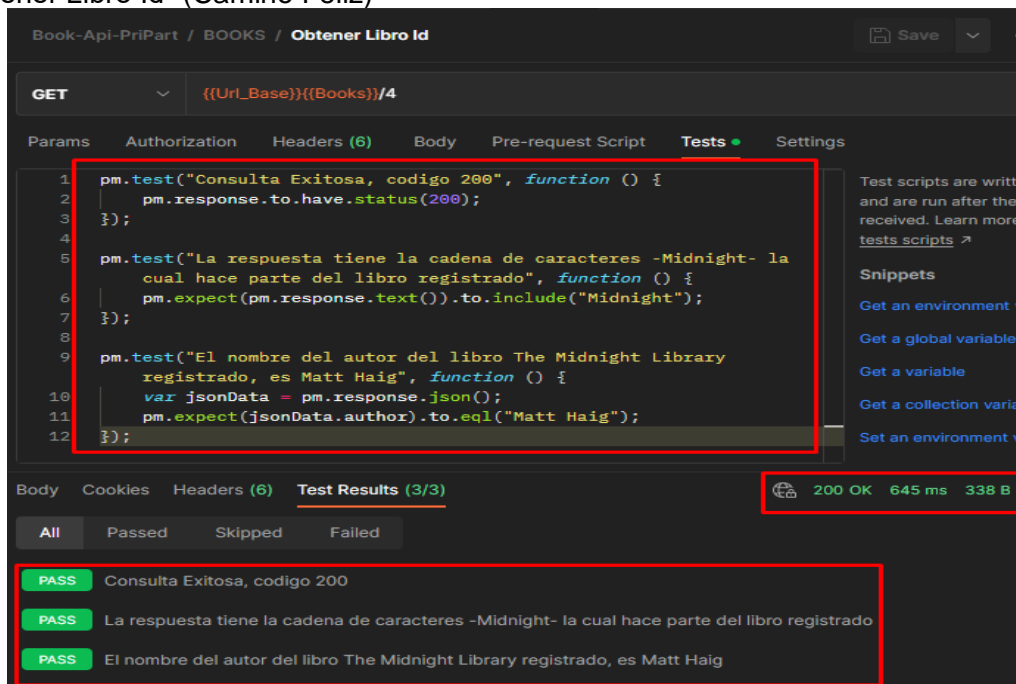 Libro Id" (Camino Feliz)
Book-Api-PriPart / BOOKS / Obtener Libro Id
Save
GET
{{Url_Base}}{{Books}}/4
Params Authorization Headers (6) Body Pre-request Script Tests Settings
1 pm.test("Consulta Exitosa, codigo 200", function () {
2 pm.response.to.have.status(200);
3 });
4
5 pm.test("La respuesta tiene la cadena de caracteres -Midnight- la
cual hace parte del libro registrado", function () {
6 pm.expect(pm.response.text()).to.include("Midnight");
7 });
8
9 pm.test("El nombre del autor del libro The Midnight Library
registrado, es Matt Haig", function () {
10 var jsonData = pm.response.json();
11 pm.expect(jsonData.author).to.eql("Matt Haig");
12 });
Test scripts are writt
and are run after the
received. Learn more
tests scripts ↗
Snippets
Get an environment
Get a global variable
Get a variable
Get a collection varia
Set an environment v
Body Cookies Headers (6) Test Results (3/3)
200 OK 645 ms 338 B
All Passed Skipped Failed
PASS Consulta Exitosa, codigo 200
PASS La respuesta tiene la cadena de caracteres -Midnight- la cual hace parte del libro registrado
PASS El nombre del autor del libro The Midnight Library registrado, es Matt Haig